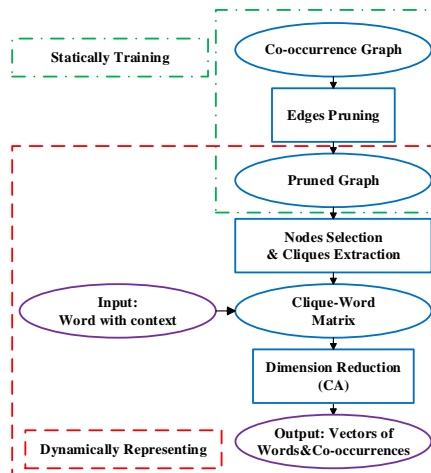 Statically Training
Co-occurrence Graph
Edges Pruning
Pruned Graph
Nodes Selection
& Cliques Extraction
Input:
Word with context
Clique-Word
Matrix
Dimension Reduction
(CA)
Dynamically Representing
Output: Vectors of
Words&Co-occurrences